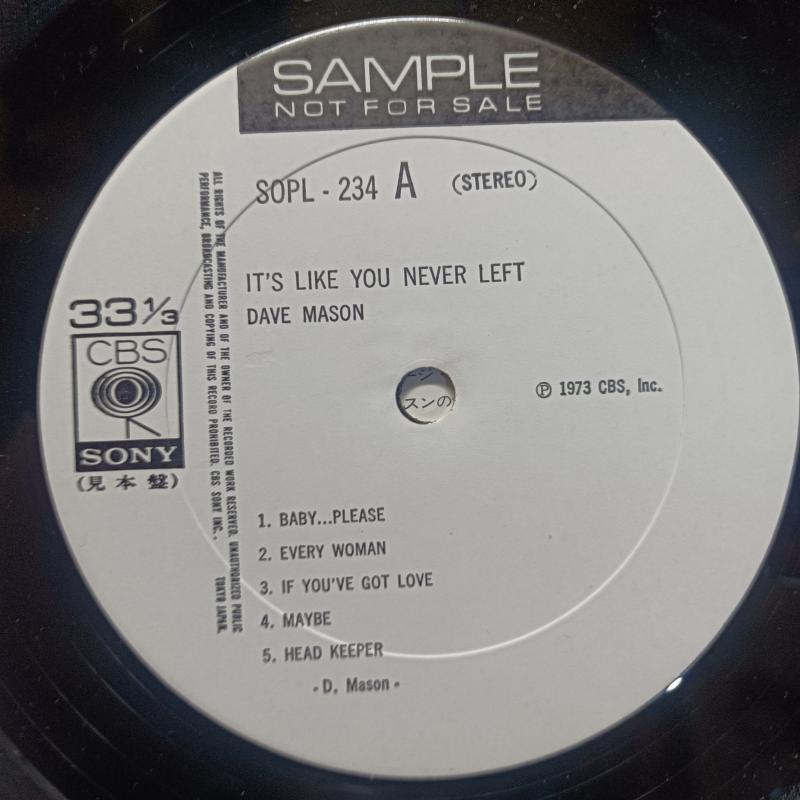 SAMPLE
NOT FOR SALE
SOPL - 234 A (STEREO)
IT'S LIKE YOU NEVER LEFT
DAVE MASON
33⅓
CBS
SONY
(見本盤)
ALL RIGHTS OF THE MANUFACTURER AND OF THE OWNER OF THE RECORDED WORK RESERVED. UNAUTHORIZED PUBLIC
PERFORMANCE, BROADCASTING AND COPYING OF THIS RECORD PROHIBITED. CBS SONY INC., TOKYO JAPAN.
スンの
℗ 1973 CBS, Inc.
1. BABY...PLEASE
2. EVERY WOMAN
3. IF YOU'VE GOT LOVE
4. MAYBE
5. HEAD KEEPER
- D. Mason -